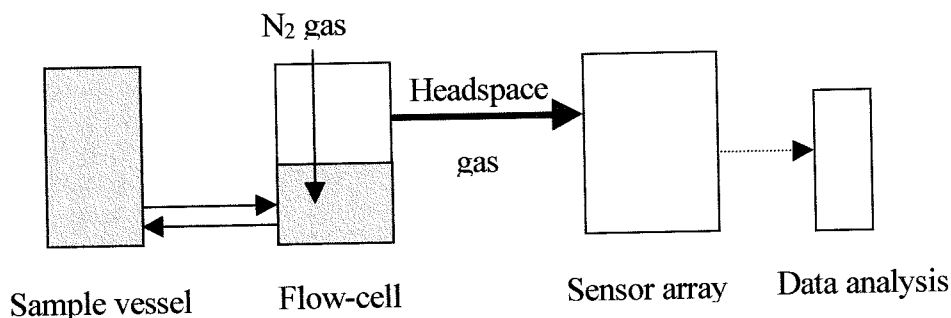 N₂ gas
Headspace
gas
Sample vessel
Flow-cell
Sensor array
Data analysis